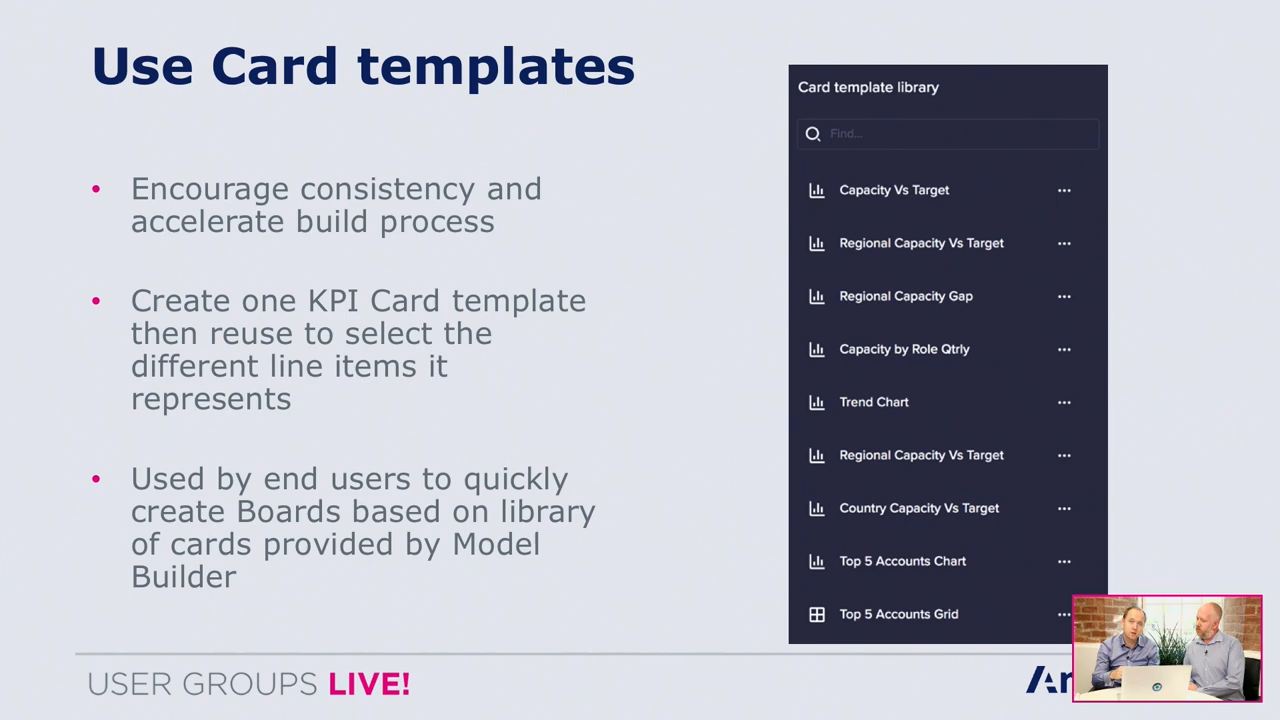 Use Card templates
• Encourage consistency and
accelerate build process
• Create one KPI Card template
then reuse to select the
different line items it
represents
• Used by end users to quickly
create Boards based on library
of cards provided by Model
Builder
Card template library
Find...
Capacity Vs Target
Regional Capacity Vs Target
Regional Capacity Gap
Capacity by Role Qtrly
Trend Chart
Regional Capacity Vs Target
Country Capacity Vs Target
Top 5 Accounts Chart
Top 5 Accounts Grid
USER GROUPS LIVE!